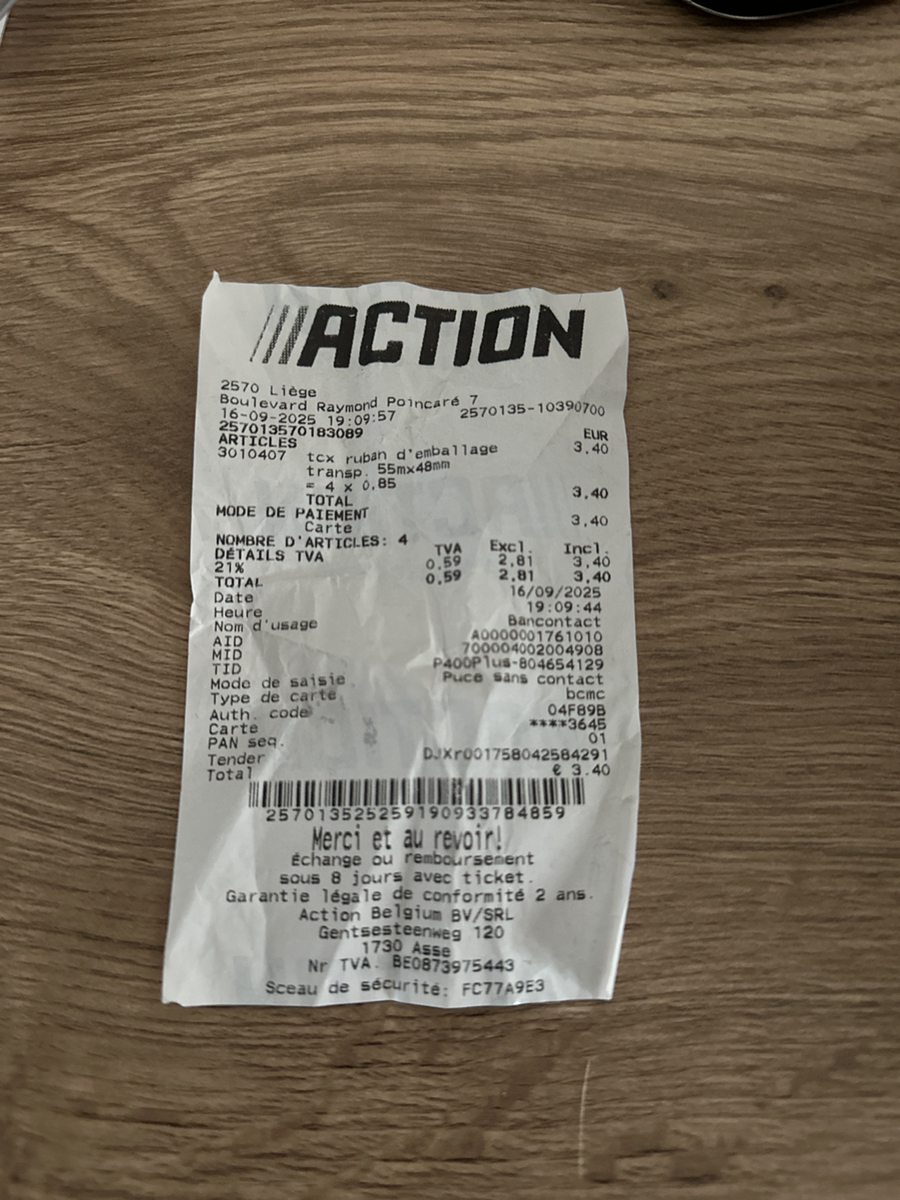 ACTION
2570 Liège
Boulevard Raymond Poincaré 7
16-09-2025 19:09:57 2570135-10390700
257013570183089
ARTICLES EUR
3010407 tcx ruban d'emballage 3,40
transp. 55mx48mm
= 4 x 0,85
TOTAL 3,40
MODE DE PAIEMENT
Carte 3,40
NOMBRE D'ARTICLES: 4
DÉTAILS TVA TVA Excl. Incl.
21% 0,59 2,81 3,40
TOTAL 0,59 2,81 3,40
Date 16/09/2025
Heure 19:09:44
Nom d'usage Bancontact
AID A0000001761010
MID 700004002004908
TID P400Plus-804654129
Mode de saisie Puce sans contact
Type de carte bcmc
Auth. code 04F89B
Carte ****3645
PAN seq. 01
Tender DJXr001758042584291
Total € 3.40
257013525259190933784859
Merci et au revoir!
Échange ou remboursement
sous 8 jours avec ticket.
Garantie légale de conformité 2 ans.
Action Belgium BV/SRL
Gentsesteenweg 120
1730 Asse
Nr TVA. BE0873975443
Sceau de sécurité: FC77A9E3